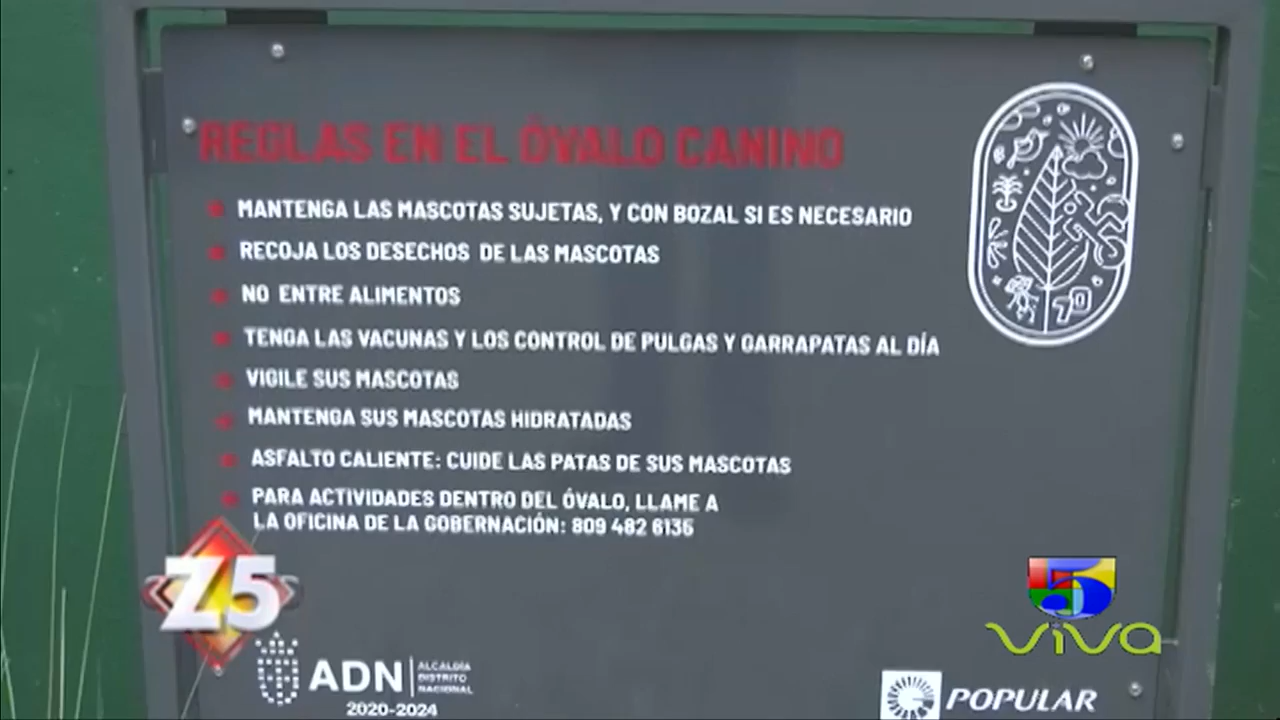 REGLAS EN EL ÓVALO CANINO
MANTENGA LAS MASCOTAS SUJETAS, Y CON BOZAL SI ES NECESARIO
RECOJA LOS DESECHOS DE LAS MASCOTAS
NO ENTRE ALIMENTOS
TENGA LAS VACUNAS Y LOS CONTROL DE PULGAS Y GARRAPATAS AL DÍA
VIGILE SUS MASCOTAS
MANTENGA SUS MASCOTAS HIDRATADAS
ASFALTO CALIENTE: CUIDE LAS PATAS DE SUS MASCOTAS
PARA ACTIVIDADES DENTRO DEL ÓVALO, LLAME A
LA OFICINA DE LA GOBERNACIÓN: 809 482 6136
Z5
5
VIVA
ADN
ALCALDÍA
DISTRITO
NACIONAL
2020-2024
POPULAR